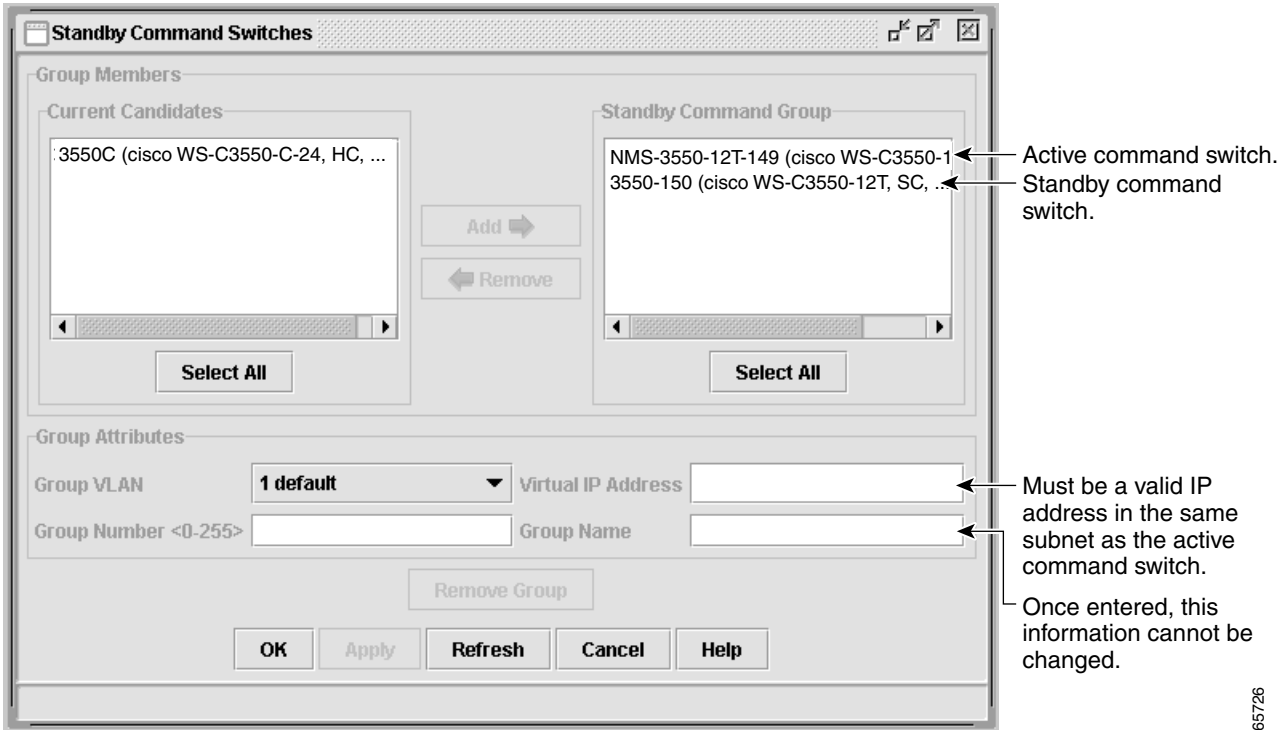 Standby Command Switches
Group Members
Current Candidates
3550C (cisco WS-C3550-C-24, HC, ...
Select All
Add
Remove
Standby Command Group
NMS-3550-12T-149 (cisco WS-C3550-1
3550-150 (cisco WS-C3550-12T, SC, ...
Select All
Active command switch.
Standby command
switch.
Group Attributes
Group VLAN
1 default
Virtual IP Address
Group Number <0-255>
Group Name
Must be a valid IP
address in the same
subnet as the active
command switch.
Once entered, this
information cannot be
changed.
Remove Group
OK
Apply
Refresh
Cancel
Help
65726